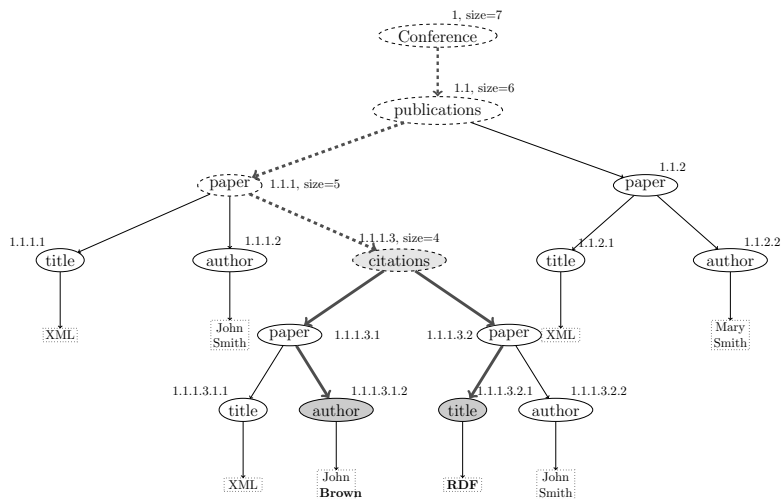 1, size=7
Conference
1.1, size=6
publications
paper
1.1.1, size=5
1.1.2
paper
1.1.1.1
title
1.1.1.2
author
1.1.1.3, size=4
citations
1.1.2.1
title
1.1.2.2
author
XML
John
Smith
paper
1.1.1.3.1
1.1.1.3.2
paper
XML
Mary
Smith
1.1.1.3.1.1
title
1.1.1.3.1.2
author
1.1.1.3.2.1
title
1.1.1.3.2.2
author
XML
John
Brown
RDF
John
Smith